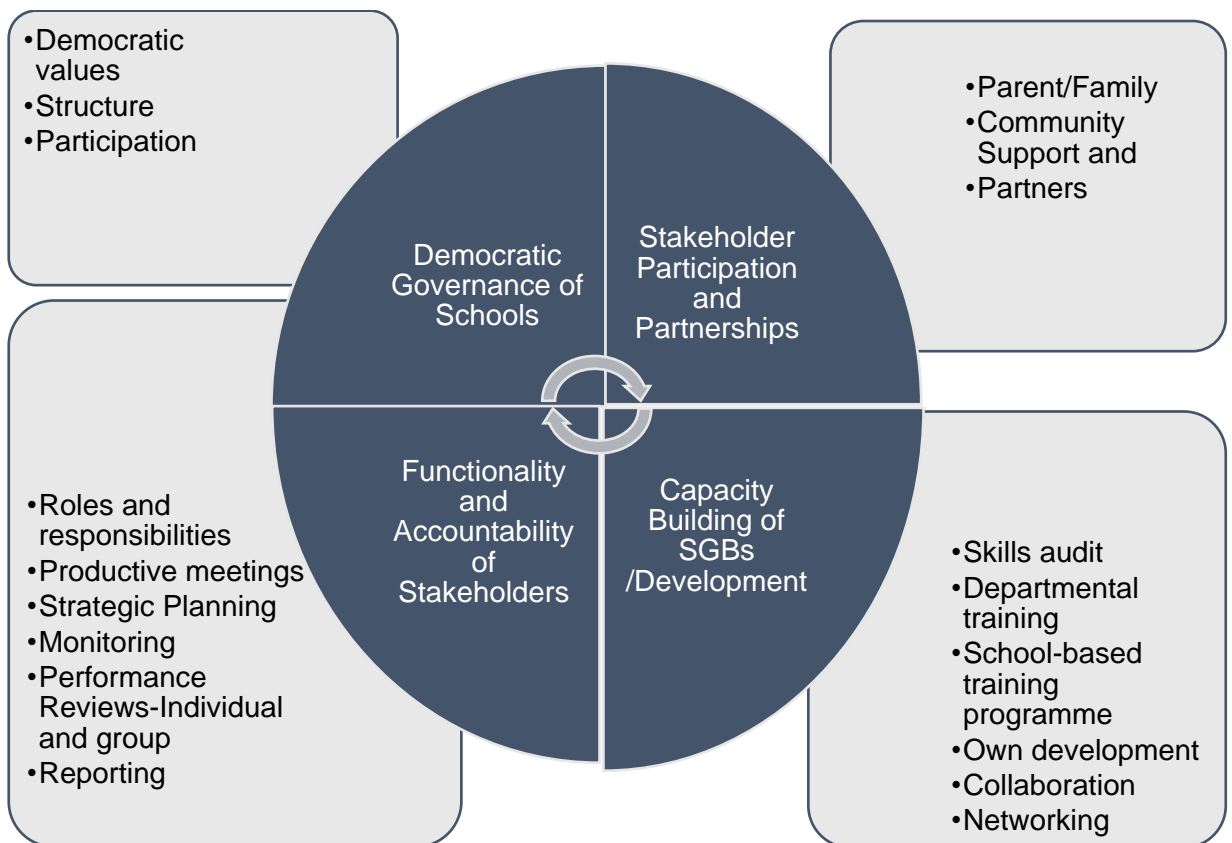 •Democratic
values
•Structure
•Participation
•Parent/Family
•Community
Support and
•Partners
Democratic
Governance of
Schools
Stakeholder
Participation
and
Partnerships
Functionality
and
Accountability
of
Stakeholders
Capacity
Building of
SGBs
/Development
•Roles and
responsibilities
•Productive meetings
•Strategic Planning
•Monitoring
•Performance
Reviews-Individual
and group
•Reporting
•Skills audit
•Departmental
training
•School-based
training
programme
•Own development
•Collaboration
•Networking